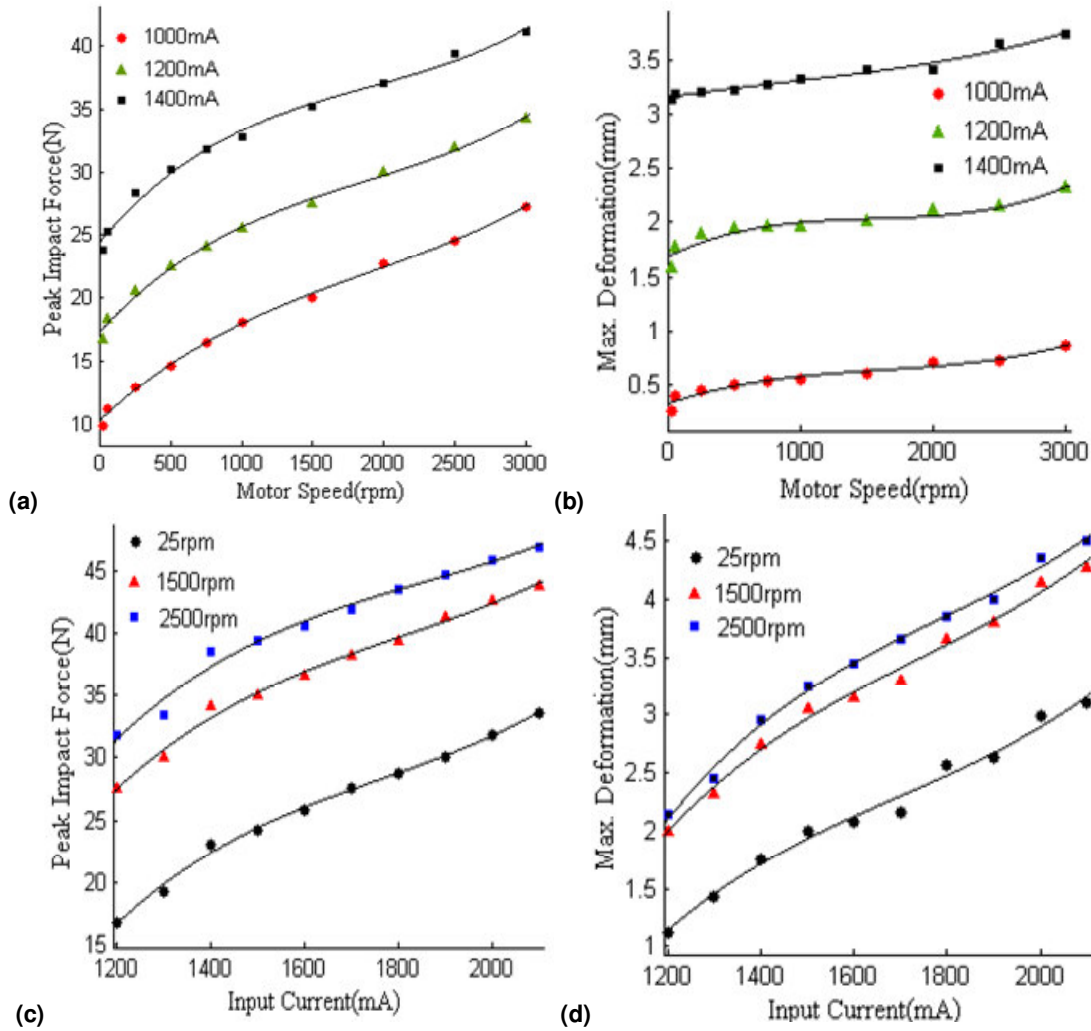 40
35
30
25
20
15
10
0
500
1000
1500
2000
2500
3000
Peak Impact Force(N)
Motor Speed(rpm)
1000mA
1200mA
1400mA
(a)
3.5
3
2.5
2
1.5
1
0.5
0
1000
2000
3000
Max. Deformation(mm)
Motor Speed(rpm)
1000mA
1200mA
1400mA
(b)
45
40
35
30
25
20
15
1200
1400
1600
1800
2000
Peak Impact Force(N)
Input Current(mA)
25rpm
1500rpm
2500rpm
(c)
4.5
4
3.5
3
2.5
2
1.5
1
1200
1400
1600
1800
2000
Max. Deformation(mm)
Input Current(mA)
25rpm
1500rpm
2500rpm
(d)